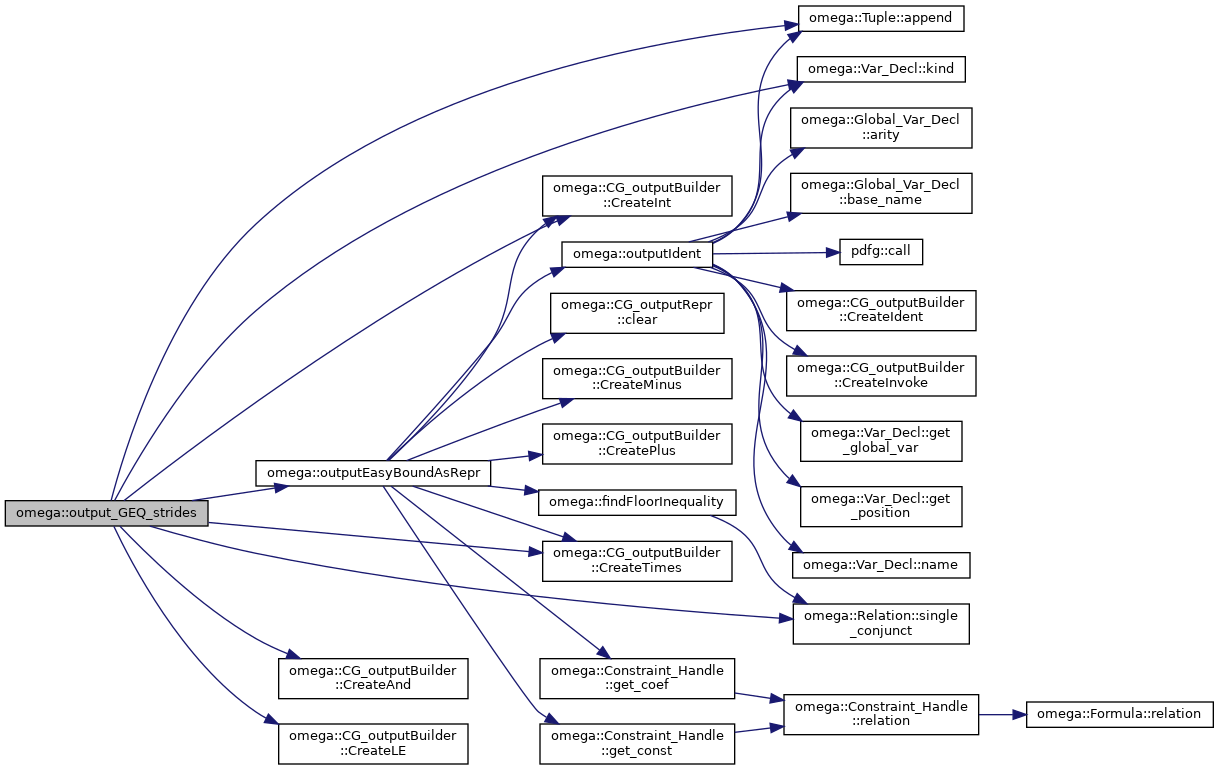 omega::output_GEQ_strides
omega::outputEasyBoundAsRepr
omega::CG_outputBuilder
::CreateAnd
omega::CG_outputBuilder
::CreateLE
omega::CG_outputBuilder
::CreateInt
omega::outputIdent
omega::CG_outputRepr
::clear
omega::CG_outputBuilder
::CreateMinus
omega::CG_outputBuilder
::CreatePlus
omega::findFloorInequality
omega::CG_outputBuilder
::CreateTimes
omega::Constraint_Handle
::get_coef
omega::Constraint_Handle
::get_const
omega::Tuple::append
omega::Var_Decl::kind
omega::Global_Var_Decl
::arity
omega::Global_Var_Decl
::base_name
pdfg::call
omega::CG_outputBuilder
::CreateIdent
omega::CG_outputBuilder
::CreateInvoke
omega::Var_Decl::get
_global_var
omega::Var_Decl::get
_position
omega::Var_Decl::name
omega::Relation::single
_conjunct
omega::Constraint_Handle
::relation
omega::Formula::relation